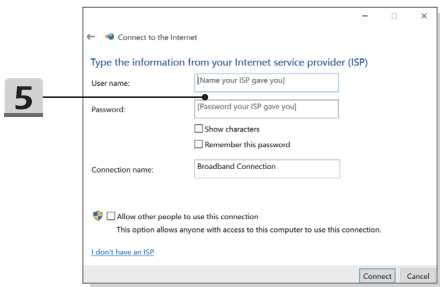 Connect to the Internet
Type the information from your Internet service provider (ISP)
User name: [Name your ISP gave you]
5
Password: [Password your ISP gave you]
Show characters
Remember this password
Connection name: Broadband Connection
Allow other people to use this connection
This option allows anyone with access to this computer to use this connection.
I don't have an ISP
Connect Cancel